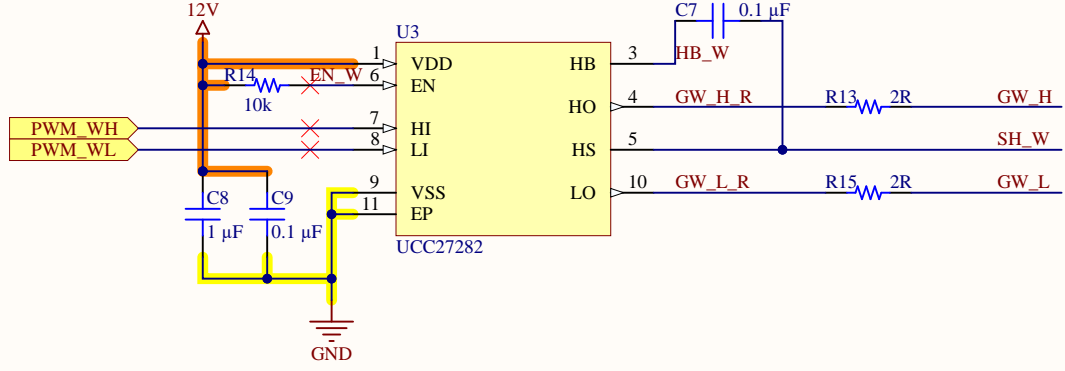 12V
C7 0.1 µF
U3
1 VDD HB 3 HB_W
R14 EN_W 6 EN
10k
HO 4 GW_H_R R13 2R GW_H
PWM_WH 7 HI
PWM_WL 8 LI HS 5 SH_W
9 VSS LO 10 GW_L_R R15 2R GW_L
C8 C9 11 EP
1 µF 0.1 µF
UCC27282
GND